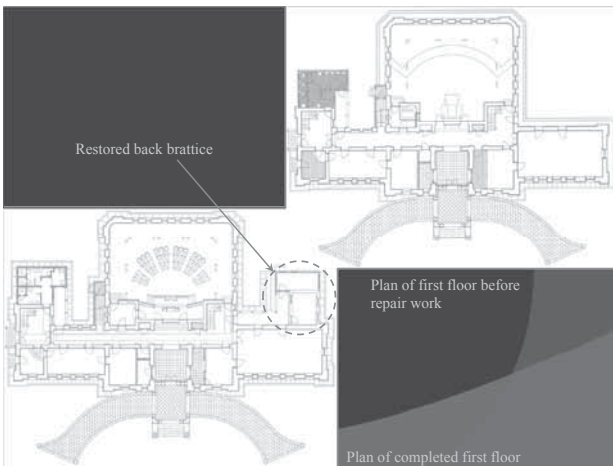 Restored back brattice
Plan of first floor before
repair work
Plan of completed first floor